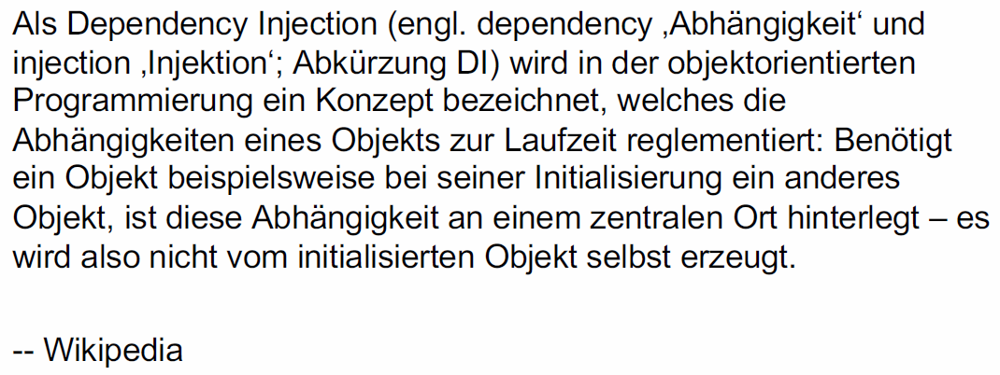 Als Dependency Injection (engl. dependency ‚Abhängigkeit‘ und
injection ‚Injektion‘; Abkürzung DI) wird in der objektorientierten
Programmierung ein Konzept bezeichnet, welches die
Abhängigkeiten eines Objekts zur Laufzeit reglementiert: Benötigt
ein Objekt beispielsweise bei seiner Initialisierung ein anderes
Objekt, ist diese Abhängigkeit an einem zentralen Ort hinterlegt – es
wird also nicht vom initialisierten Objekt selbst erzeugt.
-- Wikipedia